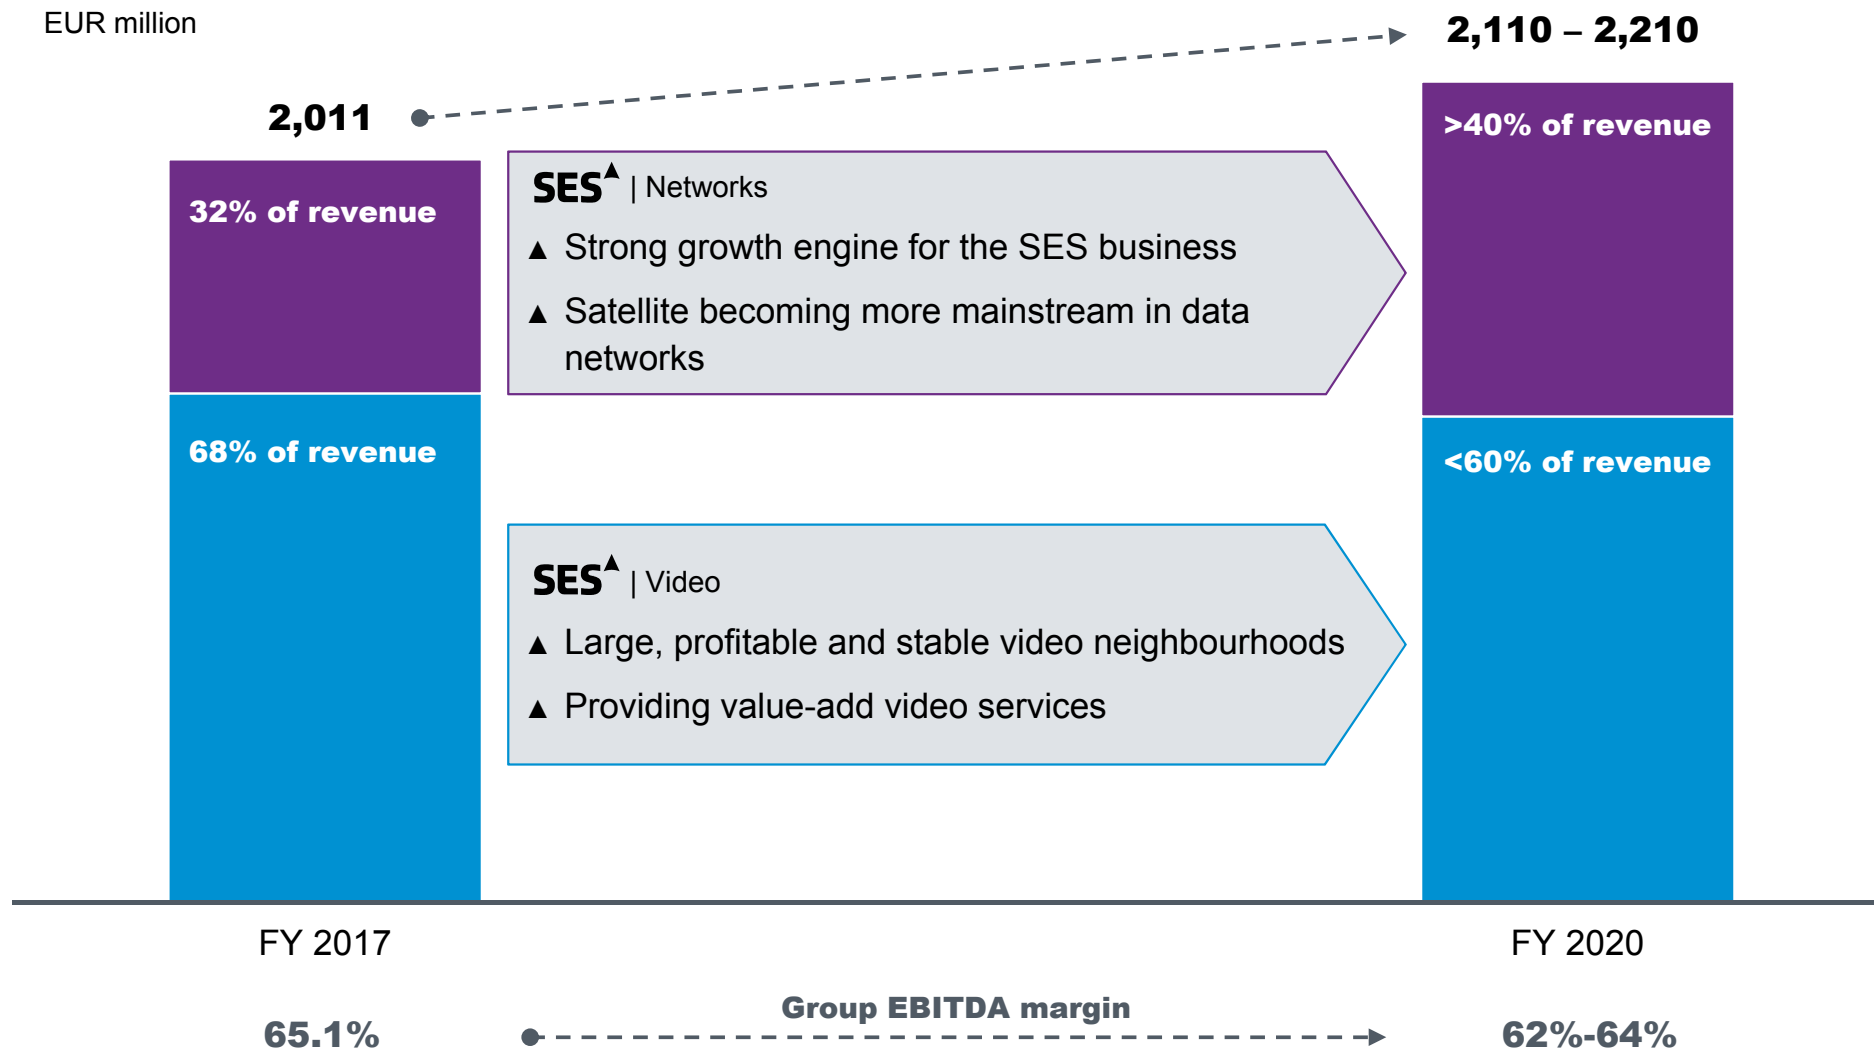 EUR million
2,110 – 2,210
2,011
>40% of revenue
32% of revenue
SES▲ | Networks
▲ Strong growth engine for the SES business
▲ Satellite becoming more mainstream in data
networks
68% of revenue
<60% of revenue
SES▲ | Video
▲ Large, profitable and stable video neighbourhoods
▲ Providing value-add video services
FY 2017
FY 2020
Group EBITDA margin
65.1%
62%-64%